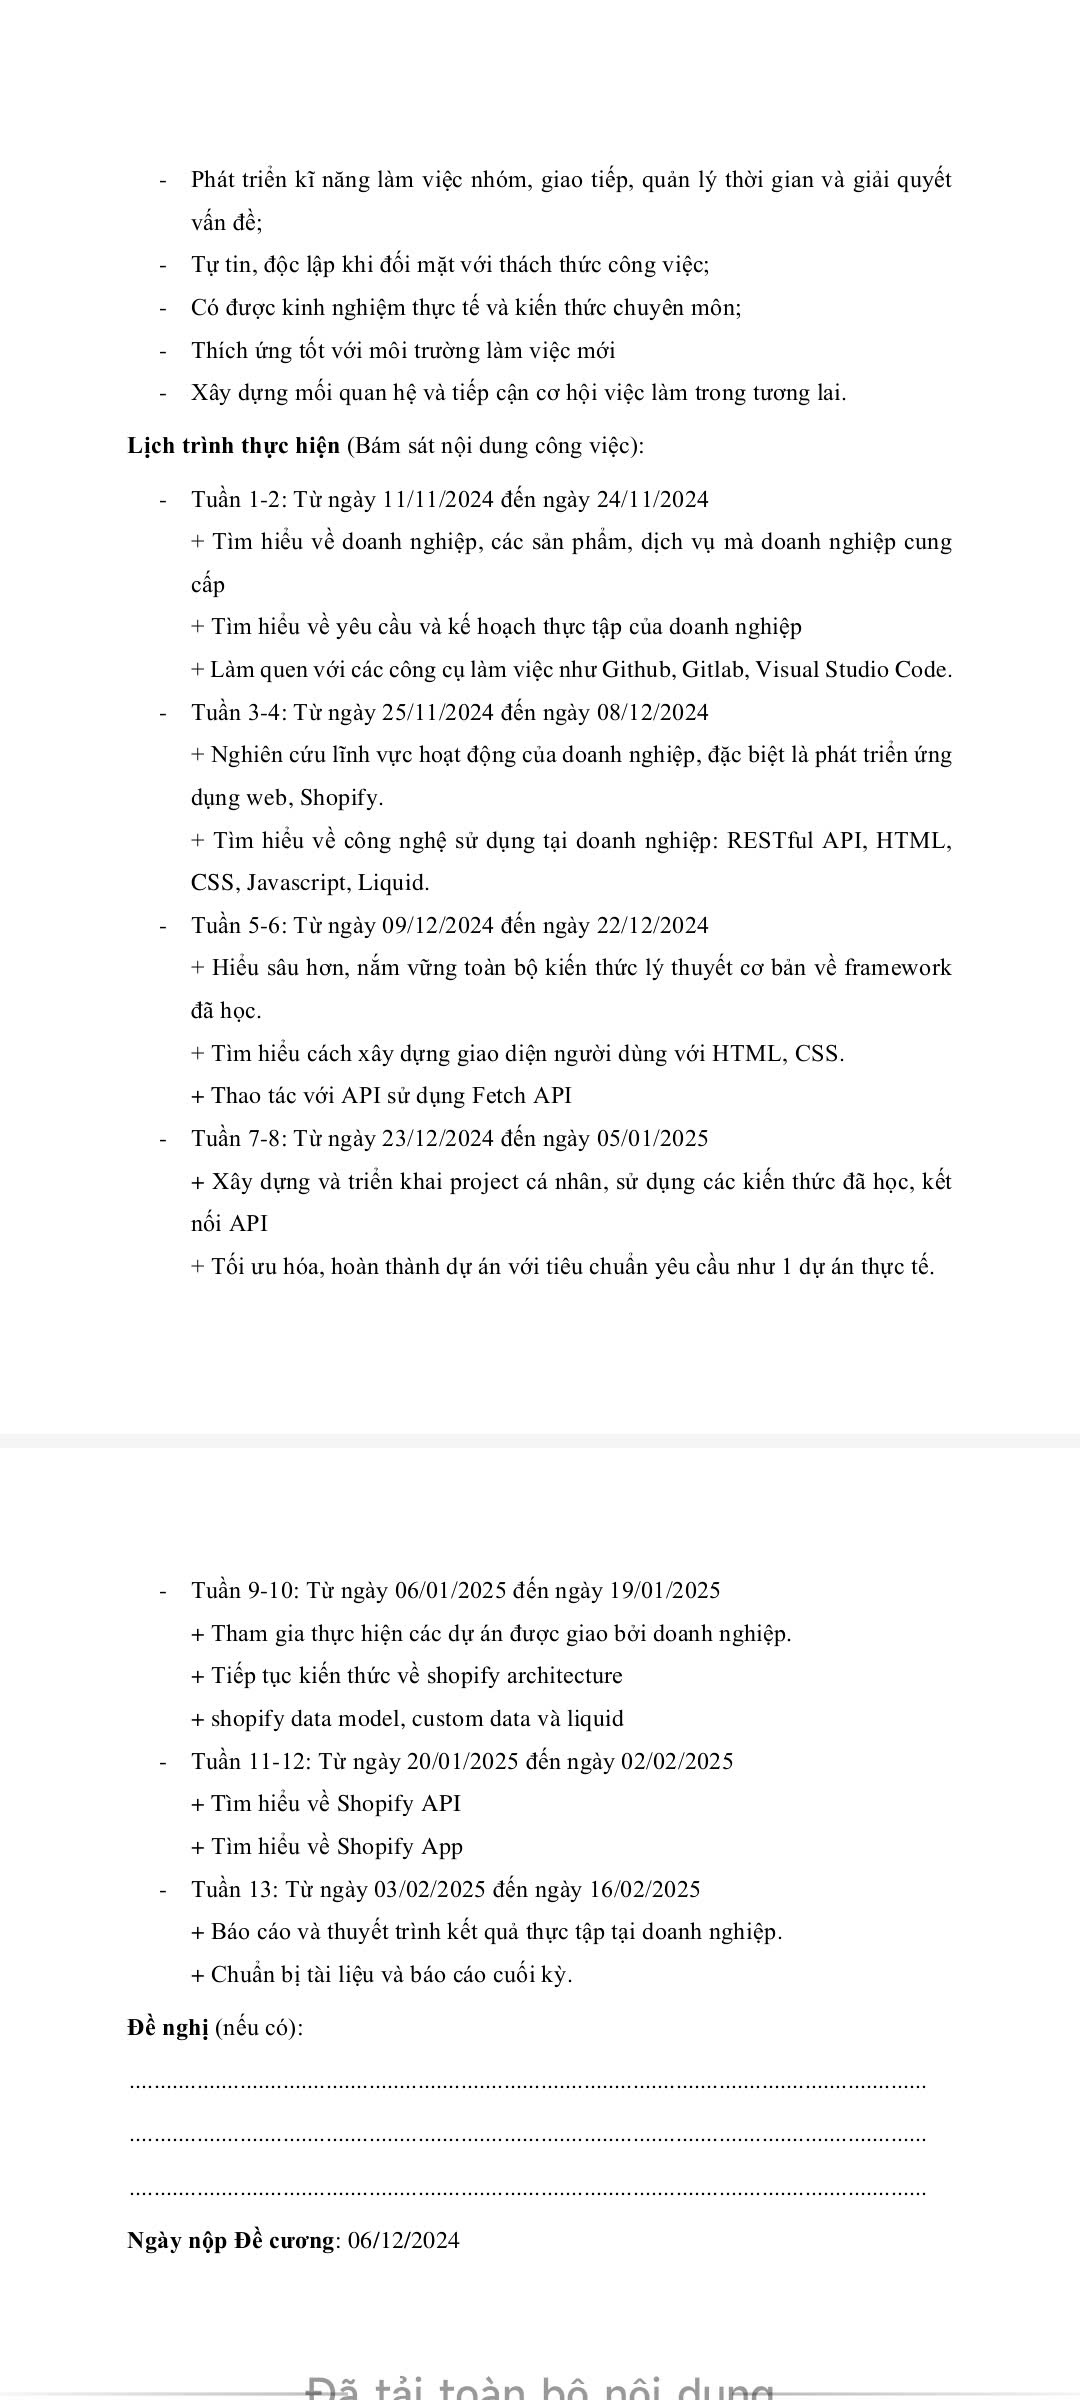 - Phát triển kĩ năng làm việc nhóm, giao tiếp, quản lý thời gian và giải quyết
vấn đề;
- Tự tin, độc lập khi đối mặt với thách thức công việc;
- Có được kinh nghiệm thực tế và kiến thức chuyên môn;
- Thích ứng tốt với môi trường làm việc mới
- Xây dựng mối quan hệ và tiếp cận cơ hội việc làm trong tương lai.
Lịch trình thực hiện (Bám sát nội dung công việc):
- Tuần 1-2: Từ ngày 11/11/2024 đến ngày 24/11/2024
+ Tìm hiểu về doanh nghiệp, các sản phẩm, dịch vụ mà doanh nghiệp cung
cấp
+ Tìm hiểu về yêu cầu và kế hoạch thực tập của doanh nghiệp
+ Làm quen với các công cụ làm việc như Github, Gitlab, Visual Studio Code.
- Tuần 3-4: Từ ngày 25/11/2024 đến ngày 08/12/2024
+ Nghiên cứu lĩnh vực hoạt động của doanh nghiệp, đặc biệt là phát triển ứng
dụng web, Shopify.
+ Tìm hiểu về công nghệ sử dụng tại doanh nghiệp: RESTful API, HTML,
CSS, Javascript, Liquid.
- Tuần 5-6: Từ ngày 09/12/2024 đến ngày 22/12/2024
+ Hiểu sâu hơn, nắm vững toàn bộ kiến thức lý thuyết cơ bản về framework
đã học.
+ Tìm hiểu cách xây dựng giao diện người dùng với HTML, CSS.
+ Thao tác với API sử dụng Fetch API
- Tuần 7-8: Từ ngày 23/12/2024 đến ngày 05/01/2025
+ Xây dựng và triển khai project cá nhân, sử dụng các kiến thức đã học, kết
nối API
+ Tối ưu hóa, hoàn thành dự án với tiêu chuẩn yêu cầu như 1 dự án thực tế.
- Tuần 9-10: Từ ngày 06/01/2025 đến ngày 19/01/2025
+ Tham gia thực hiện các dự án được giao bởi doanh nghiệp.
+ Tiếp tục kiến thức về shopify architecture
+ shopify data model, custom data và liquid
- Tuần 11-12: Từ ngày 20/01/2025 đến ngày 02/02/2025
+ Tìm hiểu về Shopify API
+ Tìm hiểu về Shopify App
- Tuần 13: Từ ngày 03/02/2025 đến ngày 16/02/2025
+ Báo cáo và thuyết trình kết quả thực tập tại doanh nghiệp.
+ Chuẩn bị tài liệu và báo cáo cuối kỳ.
Đề nghị (nếu có):
Ngày nộp Đề cương: 06/12/2024
Đã tải toàn bộ nội dung